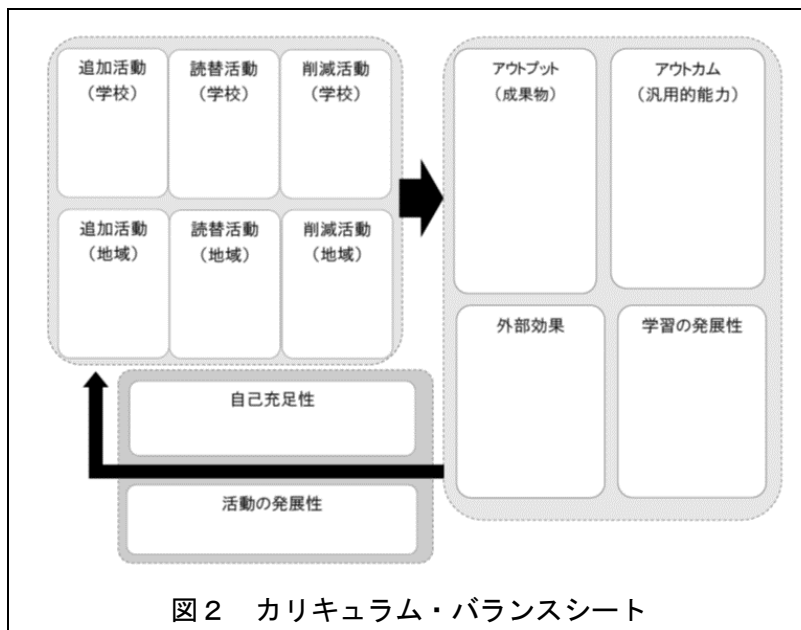 追加活動
(学校)
読替活動
(学校)
削減活動
(学校)
追加活動
(地域)
読替活動
(地域)
削減活動
(地域)
アウトプット
(成果物)
アウトカム
(汎用的能力)
外部効果
学習の発展性
自己充足性
活動の発展性
図2 カリキュラム・バランスシート